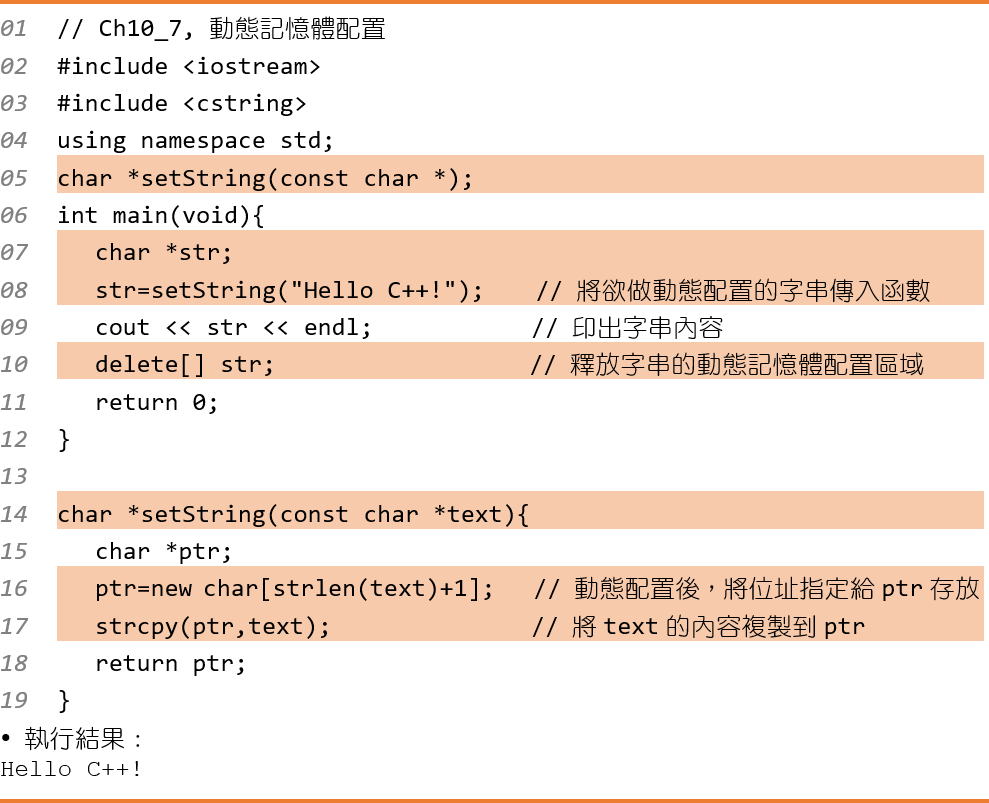 01 // Ch10_7, 動態記憶體配置
02 #include <iostream>
03 #include <cstring>
04 using namespace std;
05 char *setString(const char *);
06 int main(void){
07    char *str;
08    str=setString("Hello C++!");    // 將欲做動態配置的字串傳入函數
09    cout << str << endl;            // 印出字串內容
10    delete[] str;                   // 釋放字串的動態記憶體配置區域
11    return 0;
12 }
13
14 char *setString(const char *text){
15    char *ptr;
16    ptr=new char[strlen(text)+1];   // 動態配置後，將位址指定給 ptr 存放
17    strcpy(ptr,text);               // 將 text 的內容複製到 ptr
18    return ptr;
19 }
• 執行結果：
Hello C++!